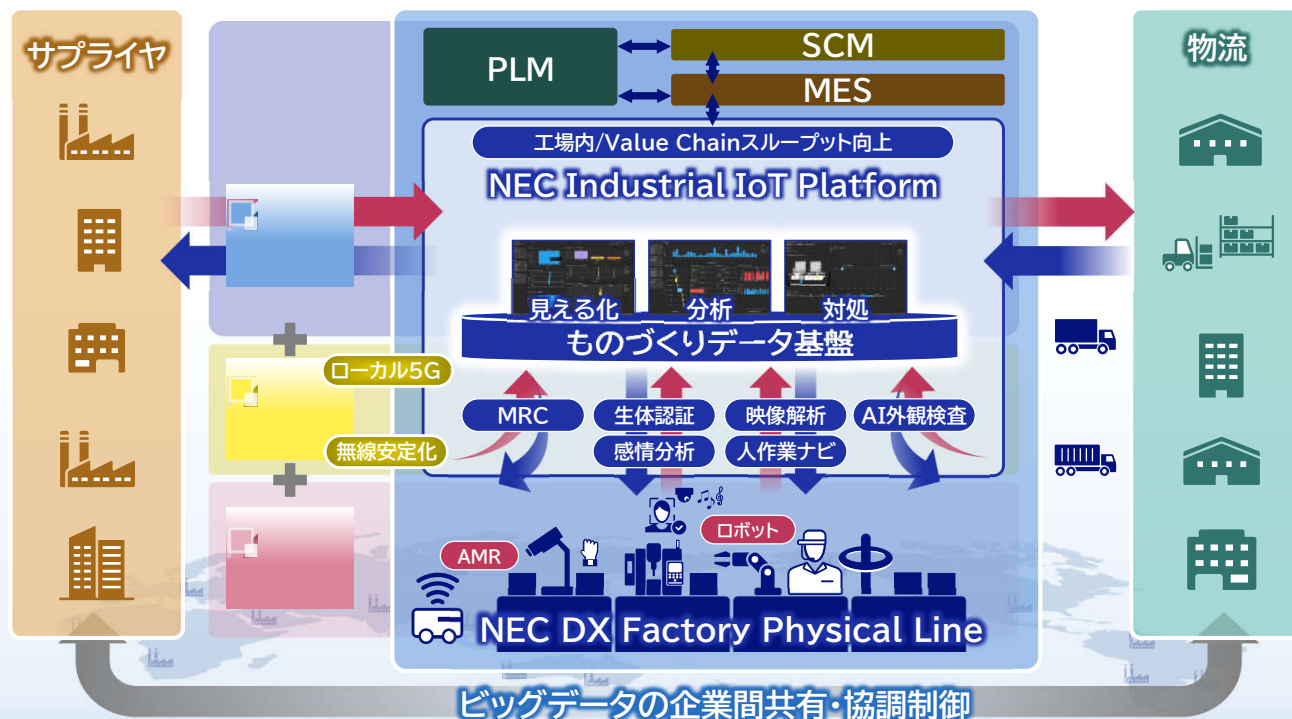 サプライヤ
物流
PLM
SCM
MES
工場内/Value Chainスループット向上
NEC Industrial IoT Platform
見える化
分析
対処
ものづくりデータ基盤
ローカル5G
無線安定化
MRC
生体認証
映像解析
AI外観検査
感情分析
人作業ナビ
AMR
ロボット
NEC DX Factory Physical Line
ビッグデータの企業間共有・協調制御